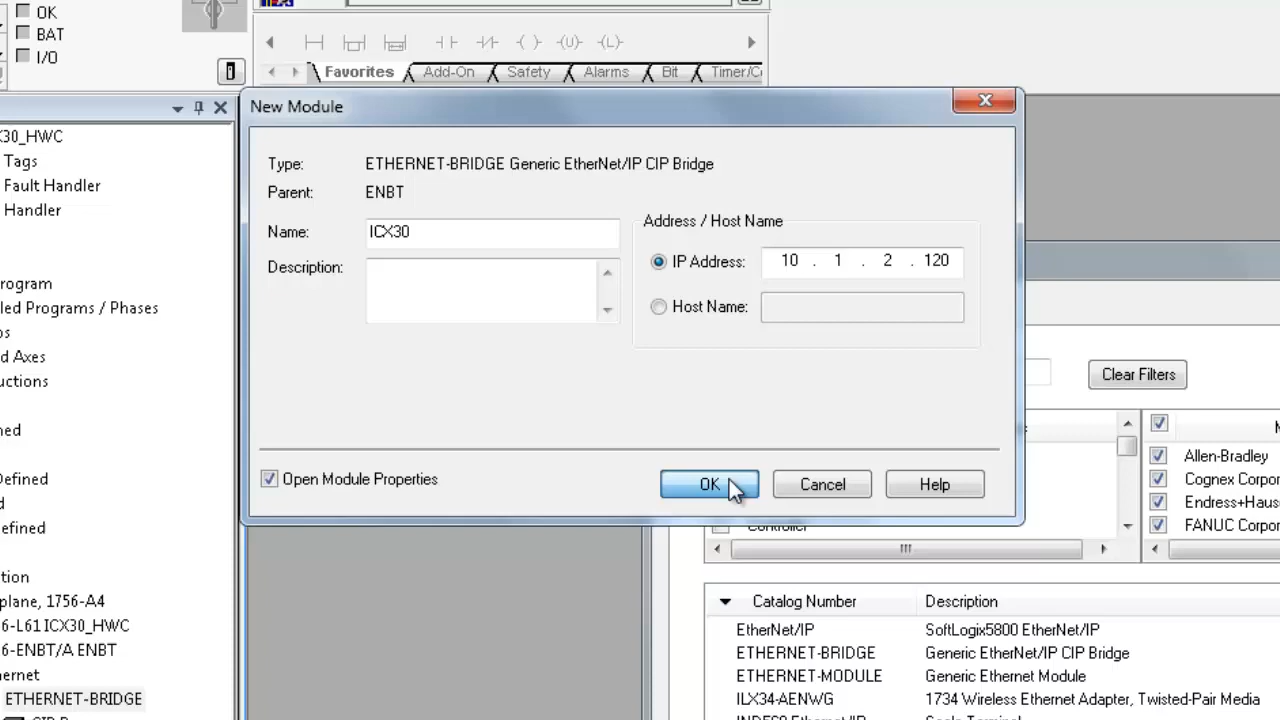 OK
BAT
I/O
Favorites
Add-On
Safety
Alarms
Bit
Timer/C
New Module
Type:
ETHERNET-BRIDGE Generic EtherNet/IP CIP Bridge
Parent:
ENBT
Name:
ICX30
Description:
Address / Host Name
IP Address:
10 . 1 . 2 . 120
Host Name:
Open Module Properties
OK
Cancel
Help
X30_HWC
Tags
Fault Handler
Handler
rogram
led Programs / Phases
os
d Axes
uctions
ned
Defined
d
efined
tion
plane, 1756-A4
6-L61 ICX30_HWC
6-ENBT/A ENBT
ernet
ETHERNET-BRIDGE
Clear Filters
Allen-Bradley
Cognex Corpor
Endress+Haus
FANUC Corpor
Controller
Catalog Number
Description
EtherNet/IP
SoftLogix5800 EtherNet/IP
ETHERNET-BRIDGE
Generic EtherNet/IP CIP Bridge
ETHERNET-MODULE
Generic Ethernet Module
ILX34-AENWG
1734 Wireless Ethernet Adapter, Twisted-Pair Media